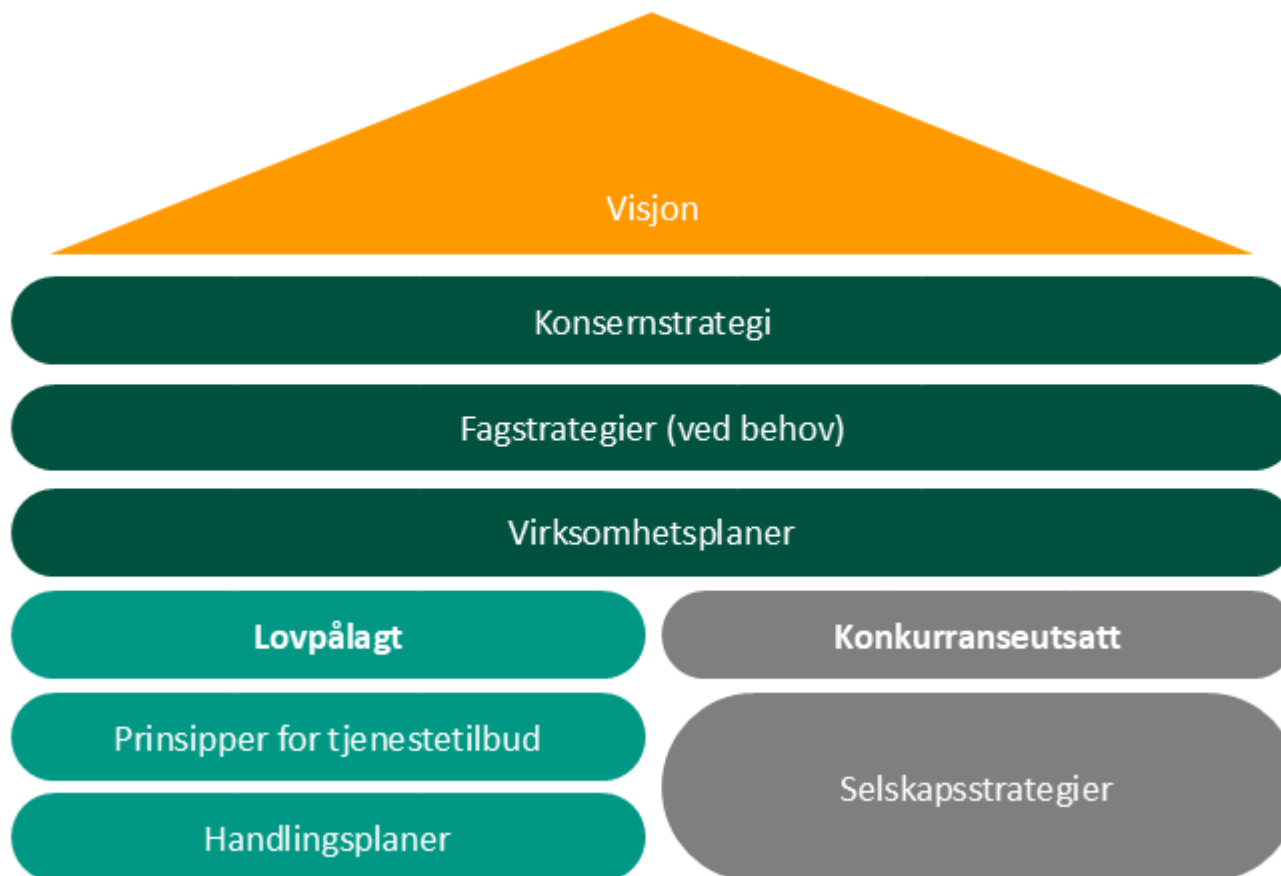 Visjon
Konsernstrategi
Fagstrategier (ved behov)
Virksomhetsplaner
Lovpålagt
Konkurranseutsatt
Prinsipper for tjenestetilbud
Selskapsstrategier
Handlingsplaner